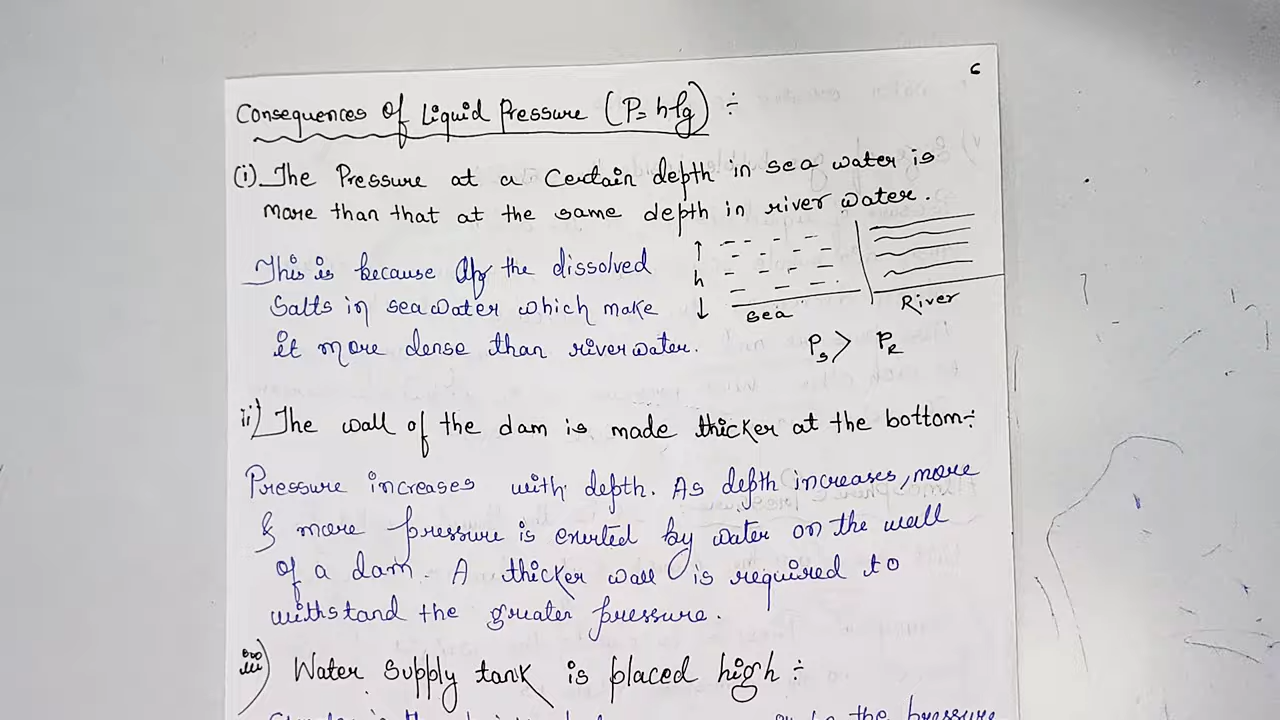 6
Consequences of Liquid Pressure (P= hρg) ÷
(i) The Pressure at a certain depth in sea water is
more than that at the same depth in river water.
This is because of the dissolved
Salts in sea water which make
it more dense than river water.
h
Sea
River
Ps > PR
ii) The wall of the dam is made thicker at the bottom ÷
Pressure increases with depth. As depth increases, more
& more pressure is exerted by water on the wall
of a dam. A thicker wall is required to
withstand the greater pressure.
iii) Water supply tank is placed high ÷
the pressure